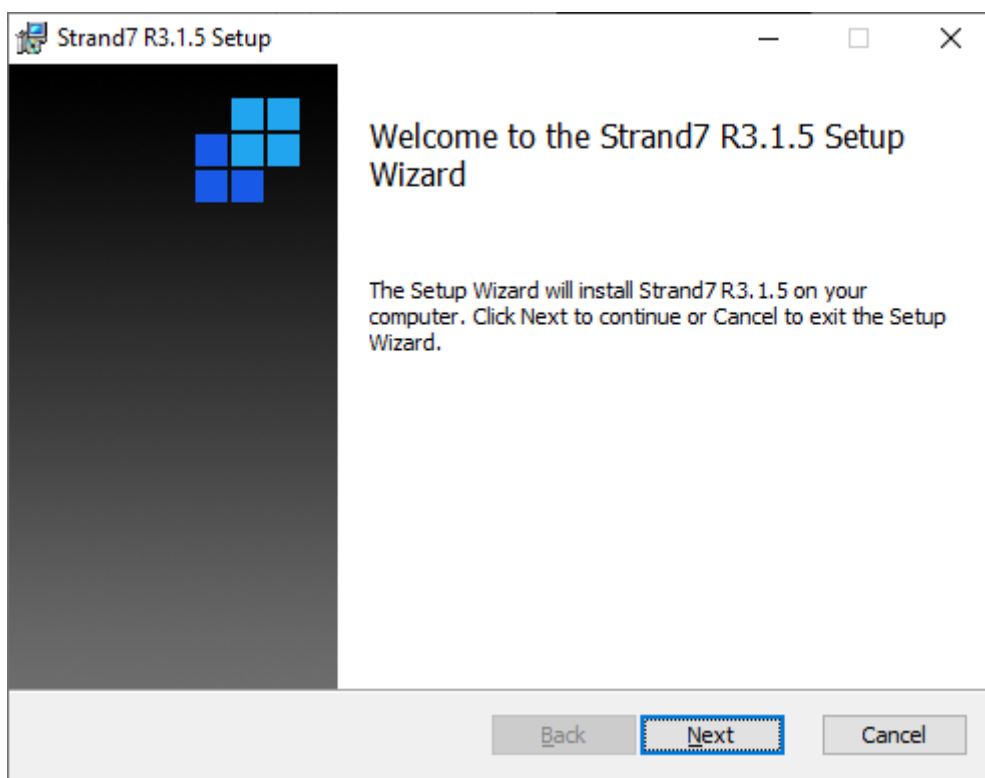 Strand7 R3.1.5 Setup
Welcome to the Strand7 R3.1.5 Setup
Wizard
The Setup Wizard will install Strand7 R3.1.5 on your
computer. Click Next to continue or Cancel to exit the Setup
Wizard.
Back Next Cancel